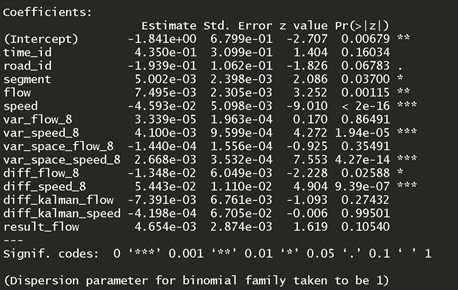 Coefficients:
Estimate Std. Error z value Pr(>|z|)
(Intercept) -1.841e+00 6.799e-01 -2.707 0.00679 **
time_id 4.350e-01 3.099e-01 1.404 0.16034
road_id -1.939e-01 1.062e-01 -1.826 0.06783 .
segment 5.002e-03 2.398e-03 2.086 0.03700 *
flow 7.495e-03 2.305e-03 3.252 0.00115 **
speed -4.593e-02 5.098e-03 -9.010 < 2e-16 ***
var_flow_8 3.339e-05 1.963e-04 0.170 0.86491
var_speed_8 4.100e-03 9.599e-04 4.272 1.94e-05 ***
var_space_flow_8 -1.440e-04 1.556e-04 -0.925 0.35491
var_space_speed_8 2.668e-03 3.532e-04 7.553 4.27e-14 ***
diff_flow_8 -1.348e-02 6.049e-03 -2.228 0.02588 *
diff_speed_8 5.443e-02 1.110e-02 4.904 9.39e-07 ***
diff_kalman_flow -7.391e-03 6.761e-03 -1.093 0.27432
diff_kalman_speed -4.198e-04 6.705e-02 -0.006 0.99501
result_flow 4.654e-03 2.874e-03 1.619 0.10540
---
Signif. codes: 0 ‘***’ 0.001 ‘**’ 0.01 ‘*’ 0.05 ‘.’ 0.1 ‘ ’ 1
(Dispersion parameter for binomial family taken to be 1)